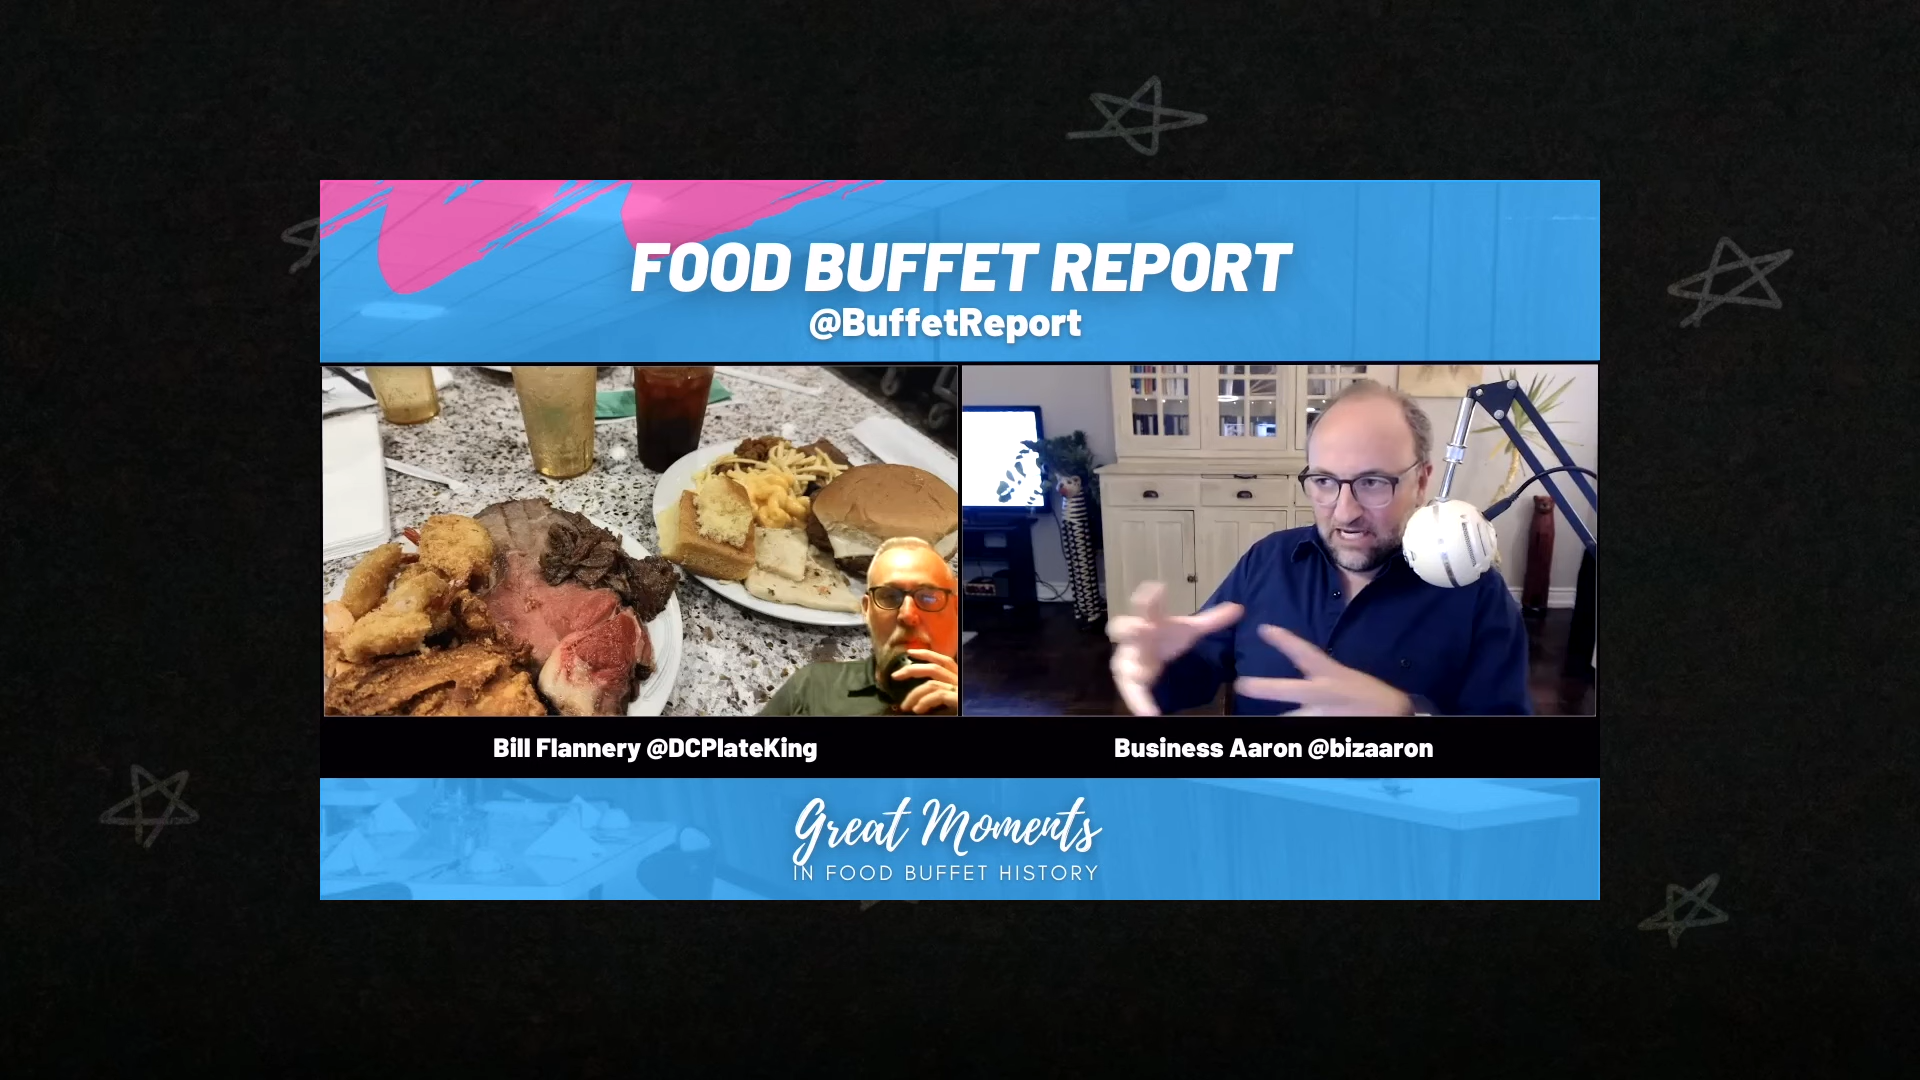 FOOD BUFFET REPORT
@BuffetReport
Bill Flannery @DCPlateKing
Business Aaron @bizaaron
Great Moments
IN FOOD BUFFET HISTORY